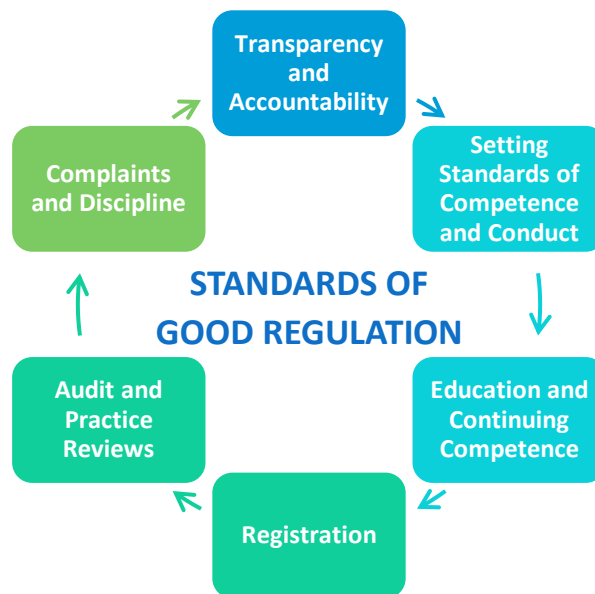 Transparency
and
Accountability
Setting
Standards of
Competence
and Conduct
Education and
Continuing
Competence
Registration
Audit and
Practice
Reviews
Complaints
and Discipline
STANDARDS OF
GOOD REGULATION